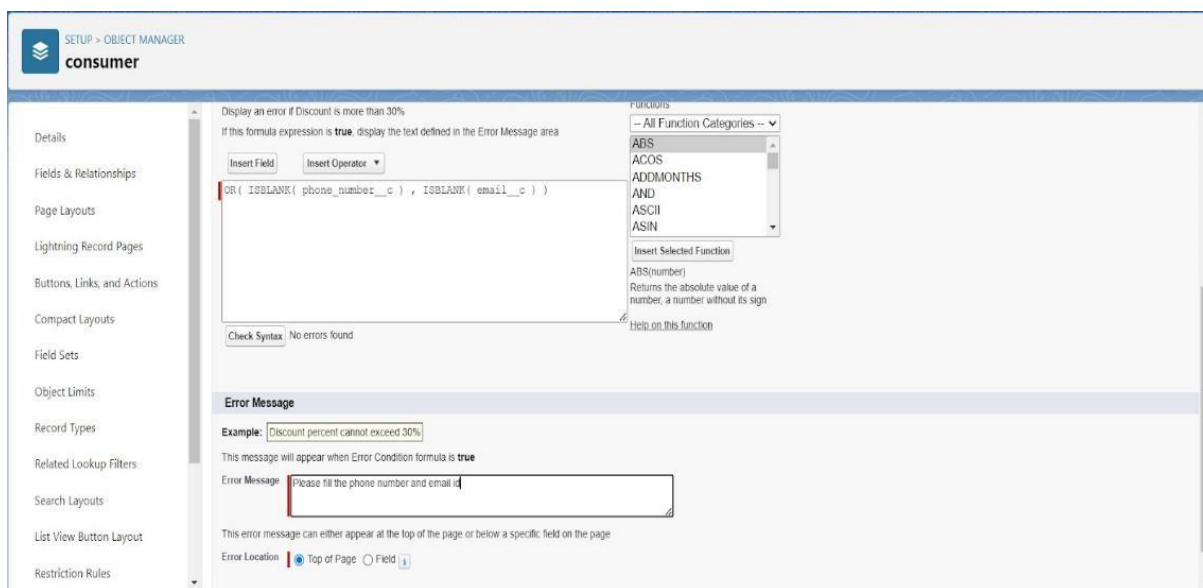 SETUP > OBJECT MANAGER
consumer
Details
Fields & Relationships
Page Layouts
Lightning Record Pages
Buttons, Links, and Actions
Compact Layouts
Field Sets
Object Limits
Record Types
Related Lookup Filters
Search Layouts
List View Button Layout
Restriction Rules
Display an error if Discount is more than 30%
If this formula expression is true, display the text defined in the Error Message area
Insert Field
Insert Operator
OR( ISBLANK( phone_number__c ) , ISBLANK( email__c ) )
Check Syntax No errors found
Functions
-- All Function Categories --
ABS
ACOS
ADDMONTHS
AND
ASCII
ASIN
Insert Selected Function
ABS(number)
Returns the absolute value of a
number, a number without its sign
Help on this function
Error Message
Example: Discount percent cannot exceed 30%
This message will appear when Error Condition formula is true
Error Message Please fill the phone number and email id
This error message can either appear at the top of the page or below a specific field on the page
Error Location Top of Page Field i